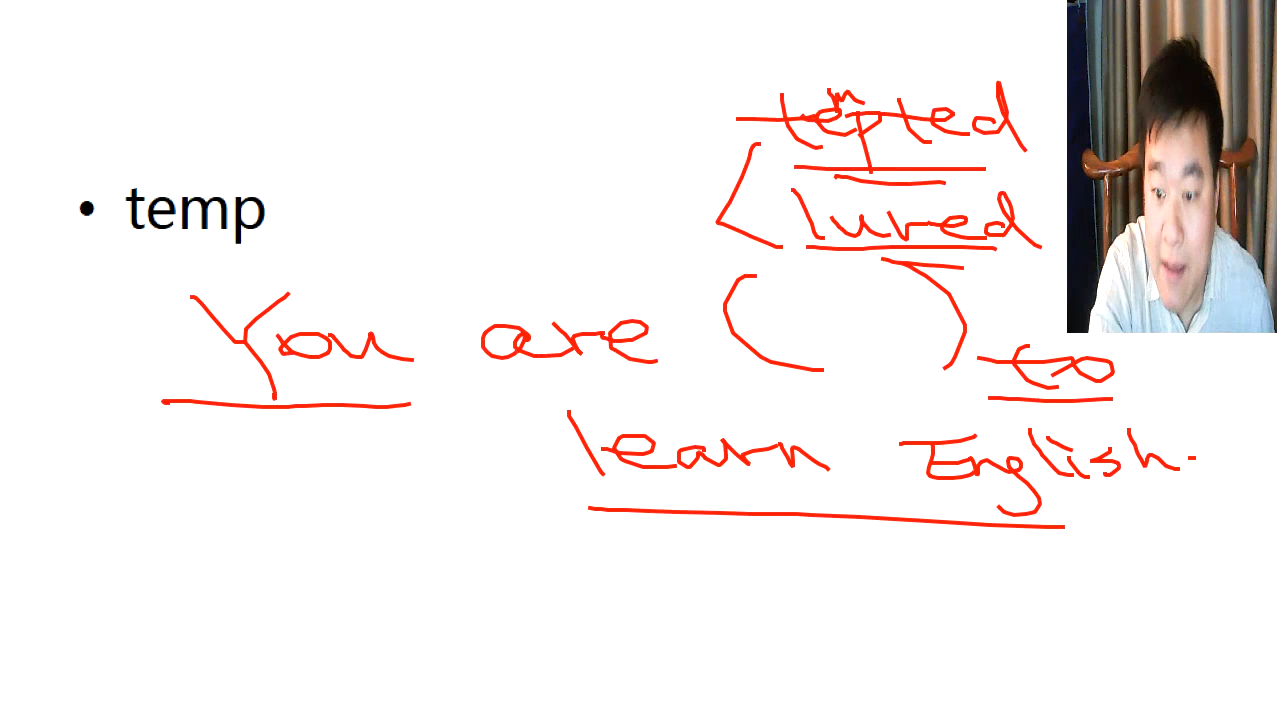 tempted
• temp
lured
You are ( ) to
learn English.